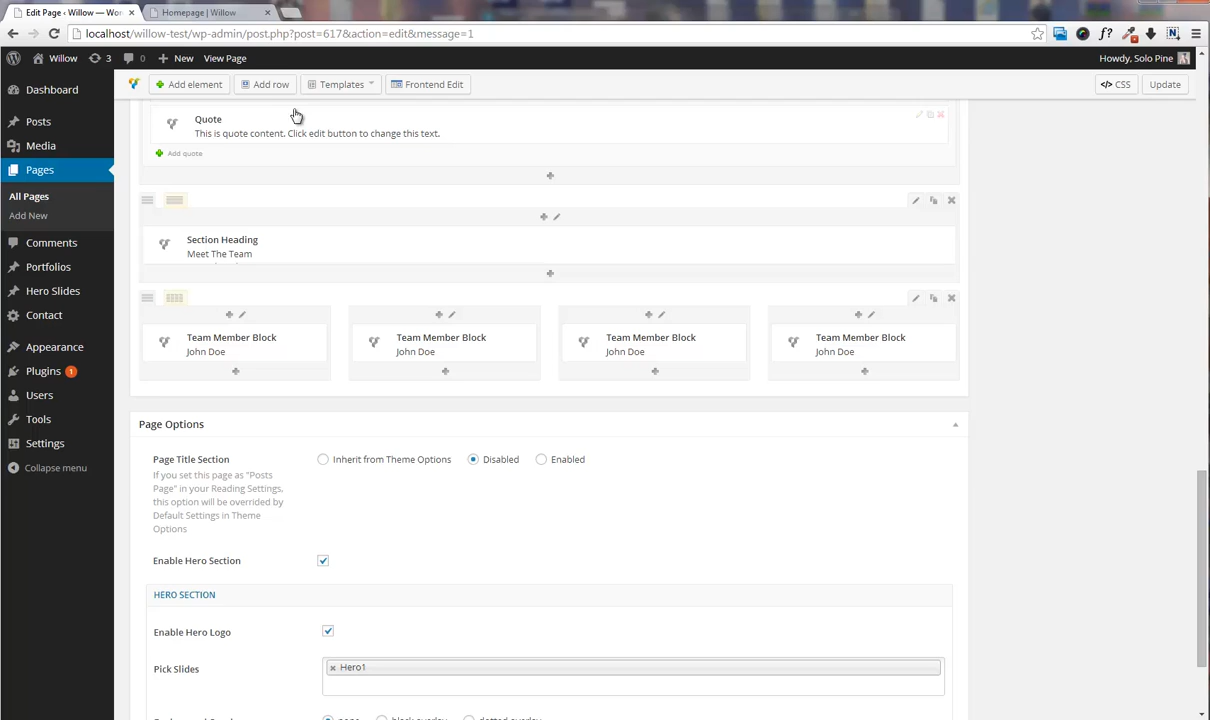 Edit Page ‹ Willow — Wor
Homepage | Willow
localhost/willow-test/wp-admin/post.php?post=617&action=edit&message=1
Willow
3
0
New
View Page
Howdy, Solo Pine
Dashboard
Posts
Media
Pages
All Pages
Add New
Comments
Portfolios
Hero Slides
Contact
Appearance
Plugins 1
Users
Tools
Settings
Collapse menu
Add element
Add row
Templates
Frontend Edit
</> CSS
Update
Quote
This is quote content. Click edit button to change this text.
Add quote
Section Heading
Meet The Team
Team Member Block
John Doe
Team Member Block
John Doe
Team Member Block
John Doe
Team Member Block
John Doe
Page Options
Page Title Section
Inherit from Theme Options
Disabled
Enabled
If you set this page as "Posts
Page" in your Reading Settings,
this option will be overrided by
Default Settings in Theme
Options
Enable Hero Section
HERO SECTION
Enable Hero Logo
Pick Slides
Hero1